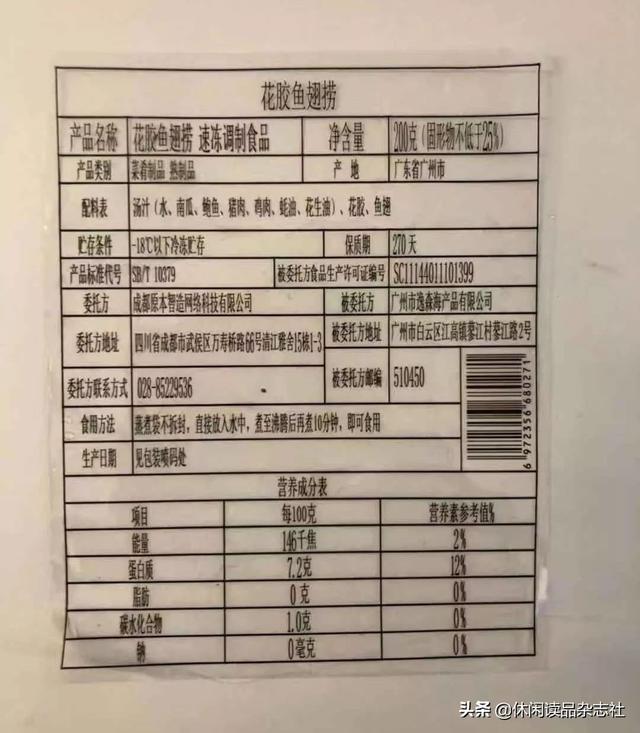 花胶鱼翅捞
产品名称 花胶鱼翅捞 速冻调制食品 净含量 200克（固形物不低于25%）
产品类别 菜肴制品 熟制品 产 地 广东省广州市
配料表 汤汁（水、南瓜、鲍鱼、猪肉、鸡肉、蚝油、花生油）、花胶、鱼翅
贮存条件 -18℃以下冷冻贮存 保质期 270天
产品标准代号 SB/T 10379 被委托方食品生产许可证编号 SC11144011101399
委托方 成都原本智造网络科技有限公司 被委托方 广州市逸森海产品有限公司
委托方地址 四川省成都市武侯区万寿桥路66号清江雅舍15栋1-3 被委托方地址 广州市白云区江高镇蓼江村蓼江路2号
委托方联系方式 028-85229536 被委托方邮编 510450
食用方法 蒸煮袋不拆封，直接放入水中，煮至沸腾后再煮10分钟，即可食用
生产日期 见包装喷码处
6 972356 680271
营养成分表
项目 每100克 营养素参考值%
能量 146千焦 2%
蛋白质 7.2克 12%
脂肪 0克 0%
碳水化合物 1.0克 0%
钠 0毫克 0%
头条 @休闲读品杂志社